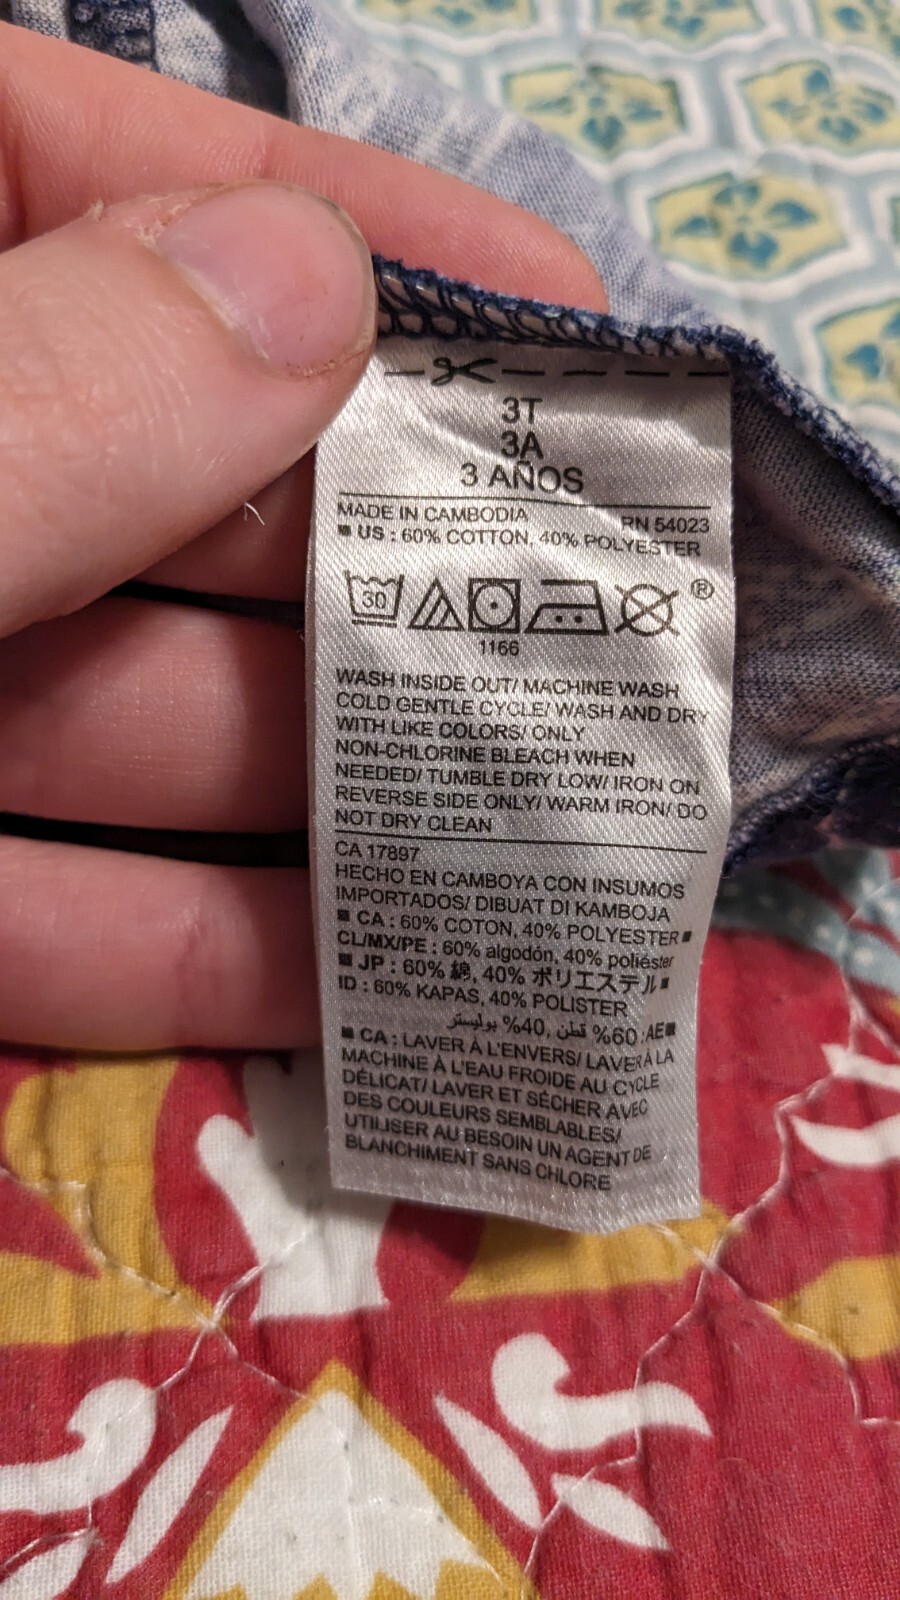 3T
3A
3 AÑOS
MADE IN CAMBODIA RN 54023
■ US : 60% COTTON, 40% POLYESTER
30 ®
1166
WASH INSIDE OUT/ MACHINE WASH
COLD GENTLE CYCLE/ WASH AND DRY
WITH LIKE COLORS/ ONLY
NON-CHLORINE BLEACH WHEN
NEEDED/ TUMBLE DRY LOW/ IRON ON
REVERSE SIDE ONLY/ WARM IRON/ DO
NOT DRY CLEAN
CA 17897
HECHO EN CAMBOYA CON INSUMOS
IMPORTADOS/ DIBUAT DI KAMBOJA
■ CA : 60% COTON, 40% POLYESTER ■
CL/MX/PE : 60% algodón, 40% poliéster
■ JP : 60% 綿, 40% ポリエステル ■
ID : 60% KAPAS, 40% POLISTER
■AE: %60 قطن, %40 بوليستر
■ CA : LAVER À L'ENVERS/ LAVER À LA
MACHINE À L'EAU FROIDE AU CYCLE
DÉLICAT/ LAVER ET SÉCHER AVEC
DES COULEURS SEMBLABLES/
UTILISER AU BESOIN UN AGENT DE
BLANCHIMENT SANS CHLORE